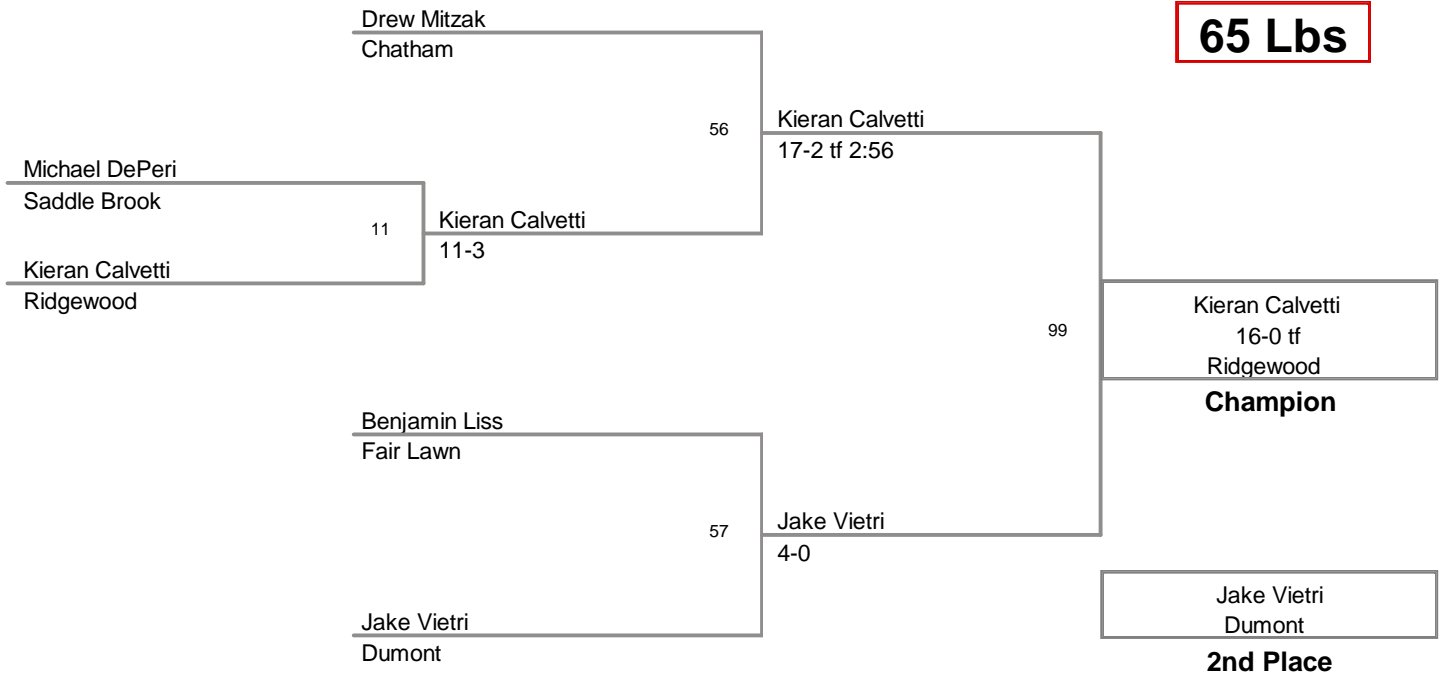 Drew Mitzak
Chatham
65 Lbs
56
Kieran Calvetti
17-2 tf 2:56
Michael DePeri
Saddle Brook
11
Kieran Calvetti
11-3
Kieran Calvetti
Ridgewood
99
Kieran Calvetti
16-0 tf
Ridgewood
Champion
Benjamin Liss
Fair Lawn
57
Jake Vietri
4-0
Jake Vietri
Dumont
Jake Vietri
Dumont
2nd Place